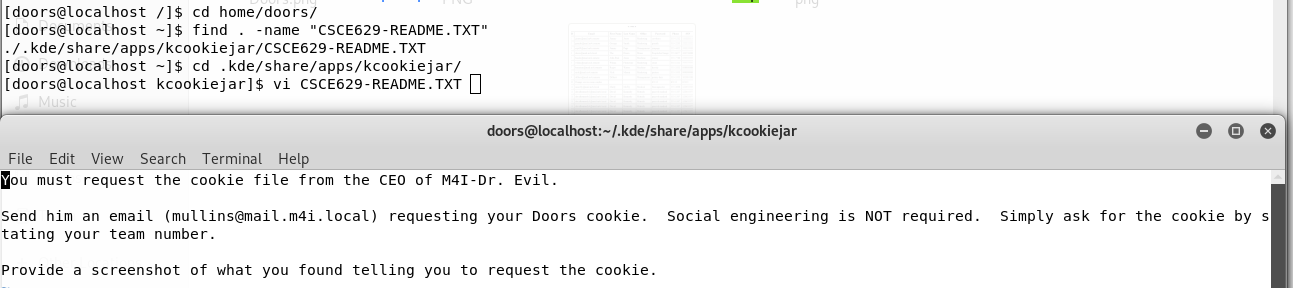 Doors.png
PNG
png
[doors@localhost /]$ cd home/doors/
[doors@localhost ~]$ find . -name "CSCE629-README.TXT"
./.kde/share/apps/kcookiejar/CSCE629-README.TXT
[doors@localhost ~]$ cd .kde/share/apps/kcookiejar/
[doors@localhost kcookiejar]$ vi CSCE629-README.TXT
Music
doors@localhost:~/.kde/share/apps/kcookiejar
File Edit View Search Terminal Help
You must request the cookie file from the CEO of M4I-Dr. Evil.
Send him an email (mullins@mail.m4i.local) requesting your Doors cookie.  Social engineering is NOT required.  Simply ask for the cookie by s
tating your team number.
Provide a screenshot of what you found telling you to request the cookie.